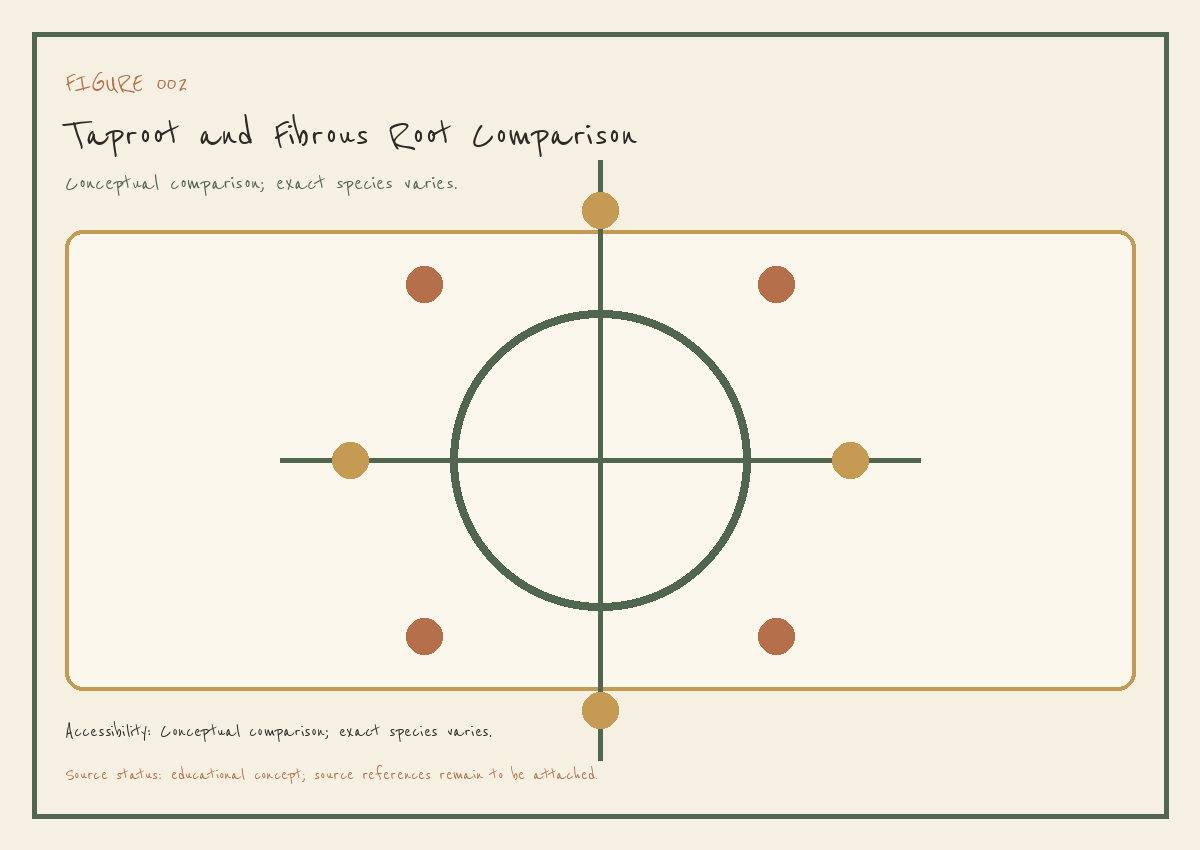 FIGURE 002
Taproot and Fibrous Root Comparison
Conceptual comparison; exact species varies.
Accessibility: Conceptual comparison; exact species varies.
Source status: educational concept; source references remain to be attached.